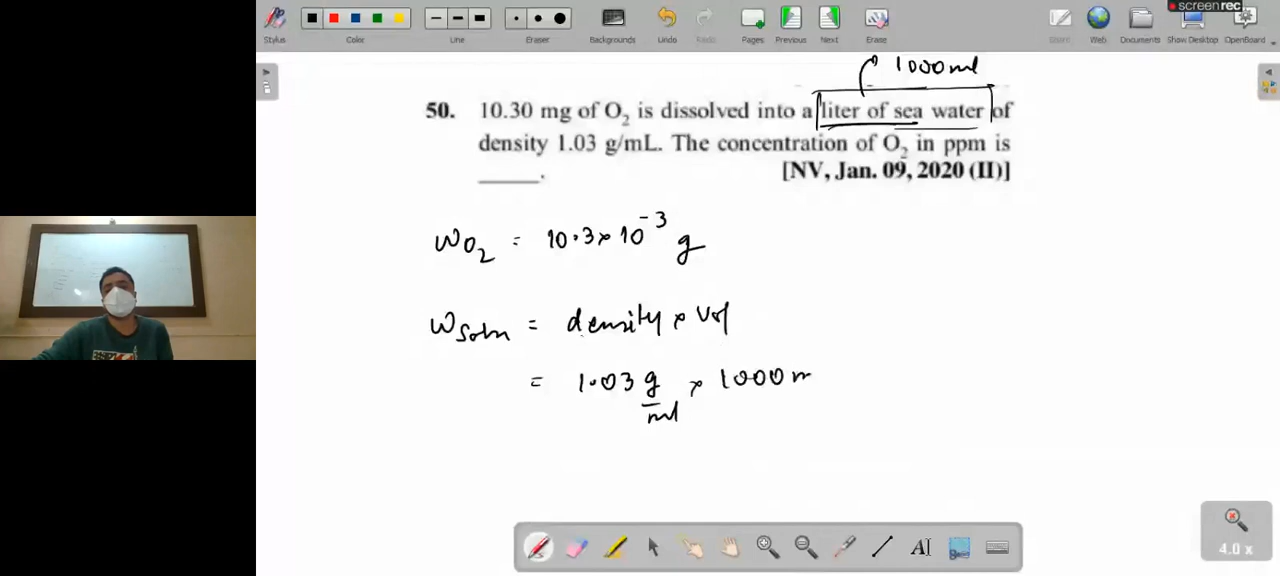 screenrec
Stylus
Color
Line
Eraser
Backgrounds
Undo
Redo
Pages
Previous
Next
Erase
Web
Documents
Show Desktop
OpenBoard
1000ml
50. 10.30 mg of O₂ is dissolved into a liter of sea water of
density 1.03 g/mL. The concentration of O₂ in ppm is
______. [NV, Jan. 09, 2020 (II)]
wO₂ = 10.3 × 10⁻³ g
wSoln = density × vol
= 1.03 g/ml × 1000 m
4.0 x